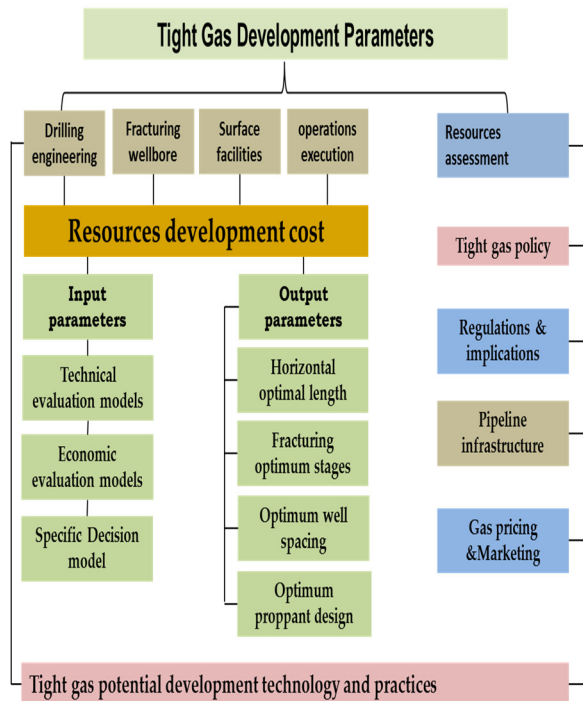 Tight Gas Development Parameters
Drilling
engineering
Fracturing
wellbore
Surface
facilities
operations
execution
Resources
assessment
Resources development cost
Tight gas policy
Input
parameters
Output
parameters
Regulations &
implications
Technical
evaluation models
Horizontal
optimal length
Pipeline
infrastructure
Economic
evaluation models
Fracturing
optimum stages
Specific Decision
model
Optimum well
spacing
Gas pricing
&Marketing
Optimum
proppant design
Tight gas potential development technology and practices